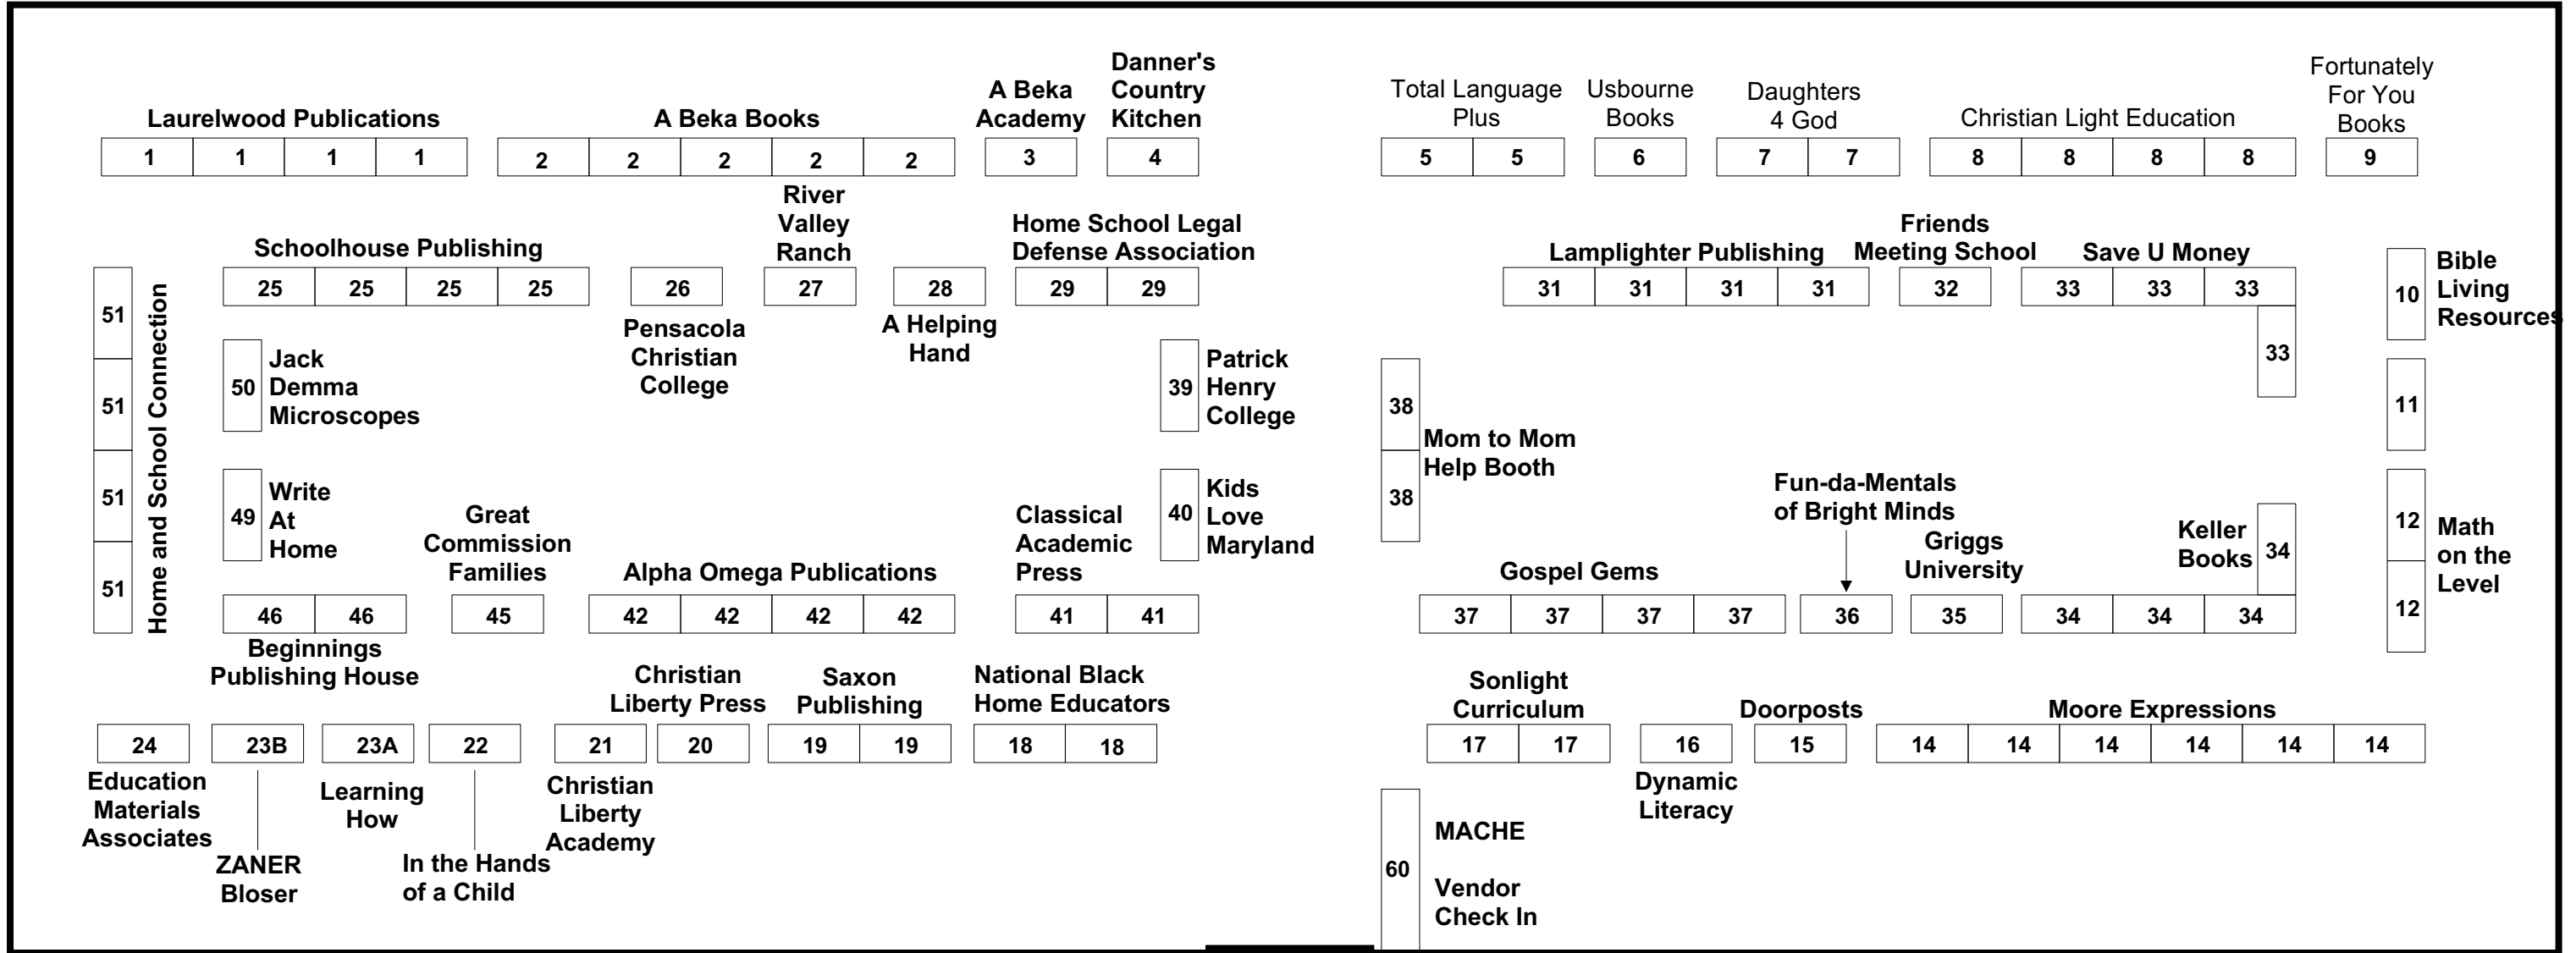 Laurelwood Publications
1 1 1 1
A Beka Books
2 2 2 2 2
A Beka
Academy
3
Danner's
Country
Kitchen
4
Total Language
Plus
5 5
Usbourne
Books
6
Daughters
4 God
7 7
Christian Light Education
8 8 8 8
Fortunately
For You
Books
9
Schoolhouse Publishing
25 25 25 25
26
Pensacola
Christian
College
River
Valley
Ranch
27
28
A Helping
Hand
Home School Legal
Defense Association
29 29
Lamplighter Publishing
31 31 31 31
Friends
Meeting School
32
Save U Money
33 33 33
33
10
Bible
Living
Resources
11
12
12
Math
on the
Level
51
51
51
51
Home and School Connection
50
Jack
Demma
Microscopes
49
Write
At
Home
39
Patrick
Henry
College
40
Kids
Love
Maryland
38
38
Mom to Mom
Help Booth
46 46
Beginnings
Publishing House
Great
Commission
Families
45
Alpha Omega Publications
42 42 42 42
Classical
Academic
Press
41 41
Gospel Gems
37 37 37 37
Fun-da-Mentals
of Bright Minds
36
Griggs
University
35
Keller
Books
34
34 34 34
24
Education
Materials
Associates
23B
ZANER
Bloser
23A
Learning
How
22
In the Hands
of a Child
21
Christian
Liberty
Academy
Christian
Liberty Press
20
Saxon
Publishing
19 19
National Black
Home Educators
18 18
Sonlight
Curriculum
17 17
16
Dynamic
Literacy
Doorposts
15
Moore Expressions
14 14 14 14 14 14
60
MACHE
Vendor
Check In